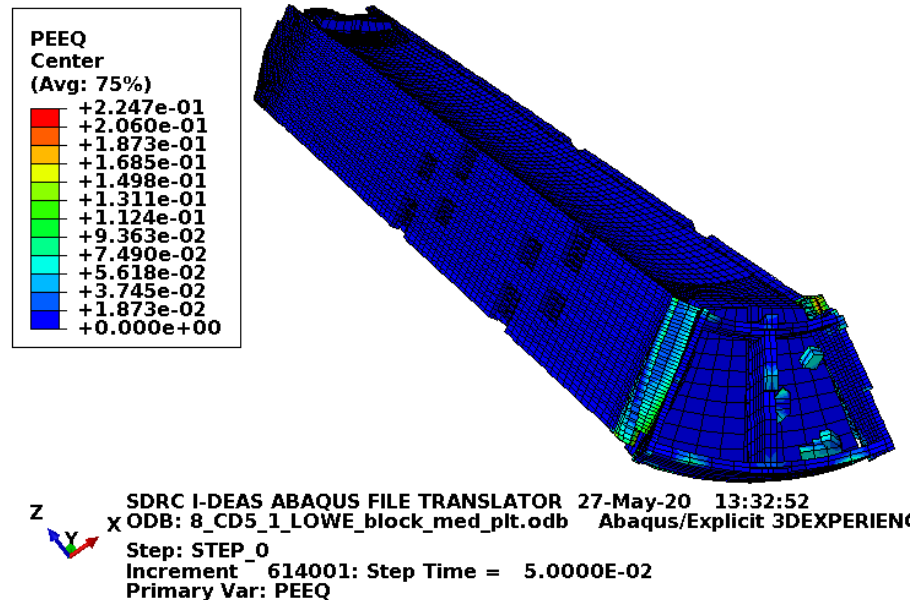 PEEQ
Center
(Avg: 75%)
+2.247e-01
+2.060e-01
+1.873e-01
+1.685e-01
+1.498e-01
+1.311e-01
+1.124e-01
+9.363e-02
+7.490e-02
+5.618e-02
+3.745e-02
+1.873e-02
+0.000e+00
Z
Y
X
SDRC I-DEAS ABAQUS FILE TRANSLATOR 27-May-20 13:32:52
ODB: 8_CD5_1_LOWE_block_med_plt.odb Abaqus/Explicit 3DEXPERIENC
Step: STEP_0
Increment 614001: Step Time = 5.0000E-02
Primary Var: PEEQ